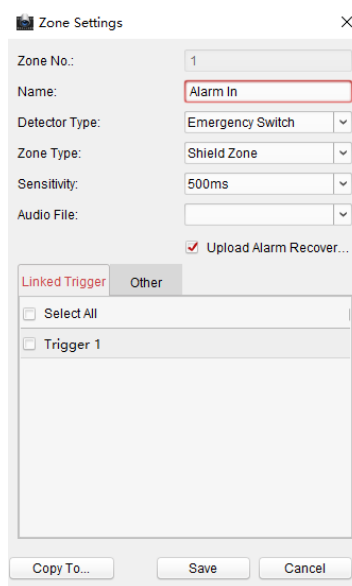 Zone Settings
Zone No.: 1
Name: Alarm In
Detector Type: Emergency Switch
Zone Type: Shield Zone
Sensitivity: 500ms
Audio File:
Upload Alarm Recover...
Linked Trigger Other
Select All
Trigger 1
Copy To... Save Cancel